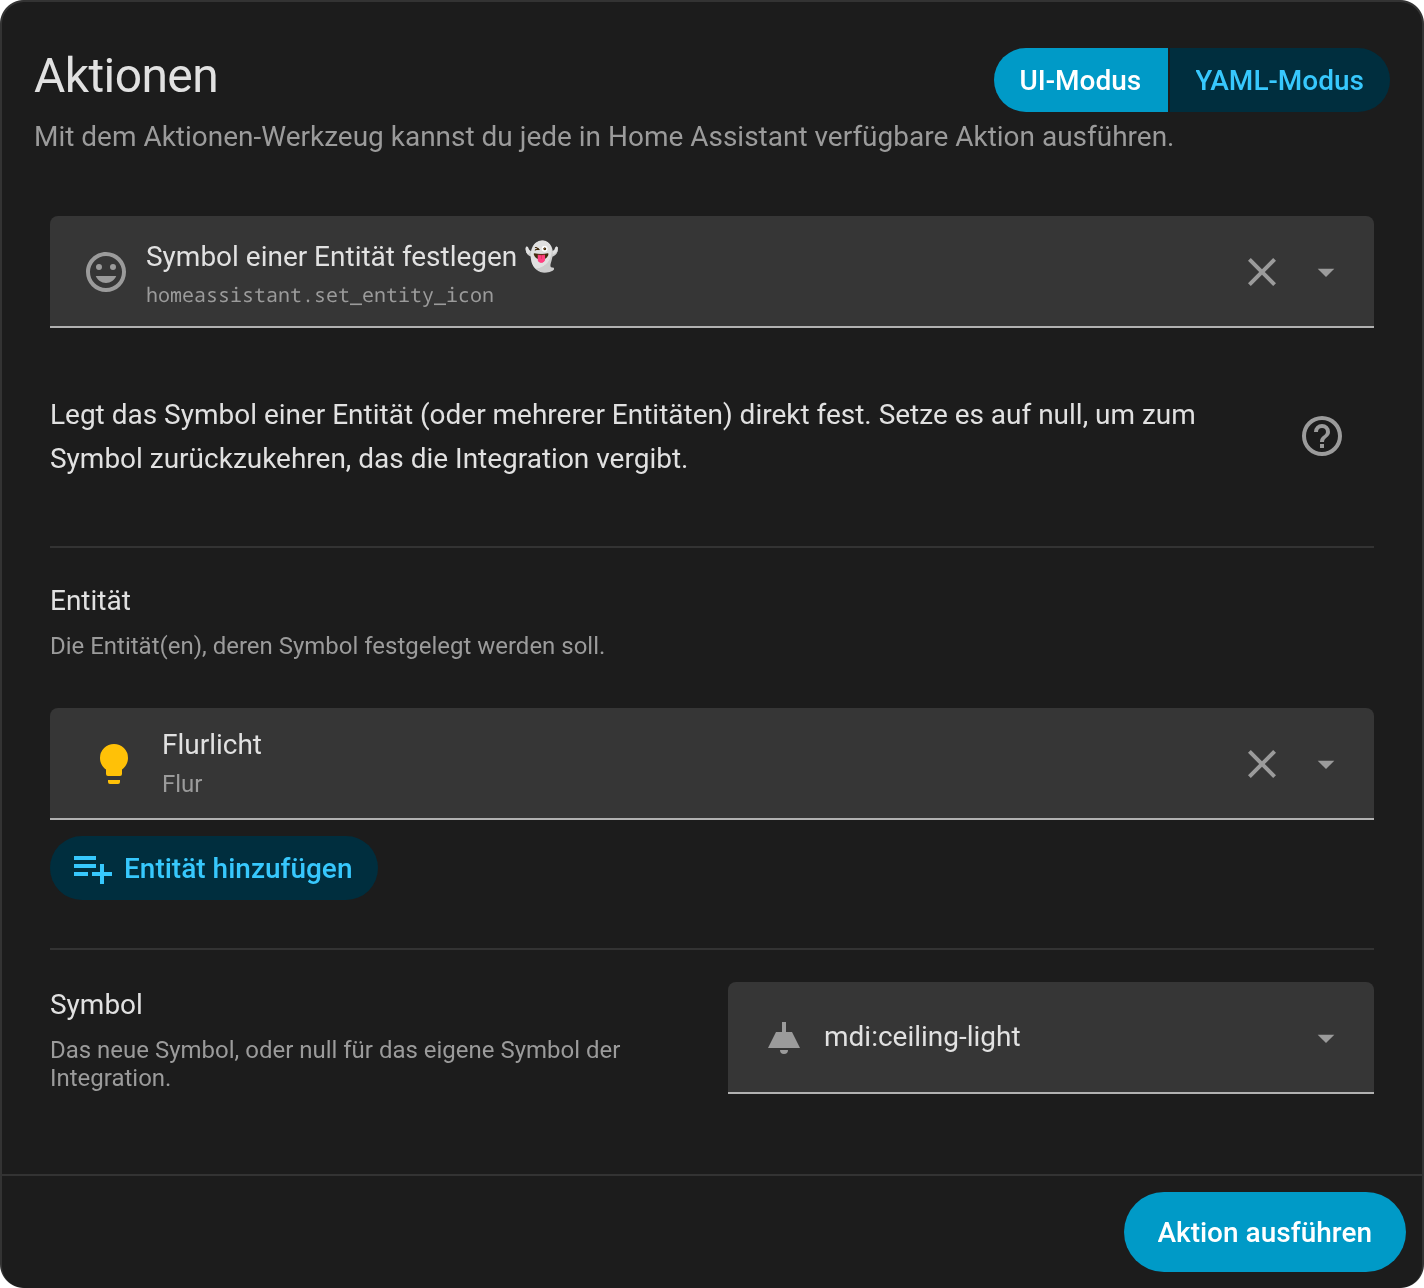 Aktionen
UI-Modus
YAML-Modus
Mit dem Aktionen-Werkzeug kannst du jede in Home Assistant verfügbare Aktion ausführen.
Symbol einer Entität festlegen 👻
homeassistant.set_entity_icon
Legt das Symbol einer Entität (oder mehrerer Entitäten) direkt fest. Setze es auf null, um zum
Symbol zurückzukehren, das die Integration vergibt.
Entität
Die Entität(en), deren Symbol festgelegt werden soll.
Flurlicht
Flur
Entität hinzufügen
Symbol
Das neue Symbol, oder null für das eigene Symbol der
Integration.
mdi:ceiling-light
Aktion ausführen